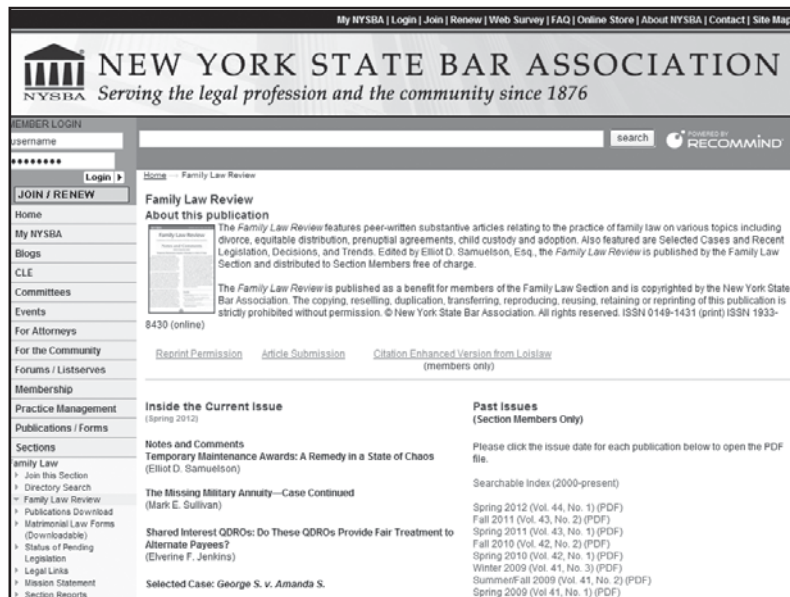 My NYSBA | Login | Join | Renew | Web Survey | FAQ | Online Store | About NYSBA | Contact | Site Map
NEW YORK STATE BAR ASSOCIATION
NYSBA Serving the legal profession and the community since 1876
MEMBER LOGIN
username
Login
search
POWERED BY
RECOMMIND
JOIN / RENEW
Home
My NYSBA
Blogs
CLE
Committees
Events
For Attorneys
For the Community
Forums / Listserves
Membership
Practice Management
Publications / Forms
Sections
Family Law
Join this Section
Directory Search
Family Law Review
Publications Download
Matrimonial Law Forms
(Downloadable)
Status of Pending
Legislation
Legal Links
Mission Statement
Section Reports
Home → Family Law Review
Family Law Review
About this publication
The Family Law Review features peer-written substantive articles relating to the practice of family law on various topics including
divorce, equitable distribution, prenuptial agreements, child custody and adoption. Also featured are Selected Cases and Recent
Legislation, Decisions, and Trends. Edited by Elliot D. Samuelson, Esq., the Family Law Review is published by the Family Law
Section and distributed to Section Members free of charge.
The Family Law Review is published as a benefit for members of the Family Law Section and is copyrighted by the New York State
Bar Association. The copying, reselling, duplication, transferring, reproducing, reusing, retaining or reprinting of this publication is
strictly prohibited without permission. © New York State Bar Association. All rights reserved. ISSN 0149-1431 (print) ISSN 1933-
8430 (online)
Reprint Permission Article Submission Citation Enhanced Version from Loislaw
(members only)
Inside the Current Issue
(Spring 2012)
Notes and Comments
Temporary Maintenance Awards: A Remedy in a State of Chaos
(Elliot D. Samuelson)
The Missing Military Annuity—Case Continued
(Mark E. Sullivan)
Shared Interest QDROs: Do These QDROs Provide Fair Treatment to
Alternate Payees?
(Elverine F. Jenkins)
Selected Case: George S. v. Amanda S.
Past Issues
(Section Members Only)
Please click the issue date for each publication below to open the PDF
file.
Searchable Index (2000-present)
Spring 2012 (Vol. 44, No. 1) (PDF)
Fall 2011 (Vol. 43, No. 2) (PDF)
Spring 2011 (Vol. 43, No. 1) (PDF)
Fall 2010 (Vol. 42, No. 2) (PDF)
Spring 2010 (Vol. 42, No. 1) (PDF)
Winter 2009 (Vol. 41, No. 3) (PDF)
Summer/Fall 2009 (Vol. 41, No. 2) (PDF)
Spring 2009 (Vol 41, No. 1) (PDF)